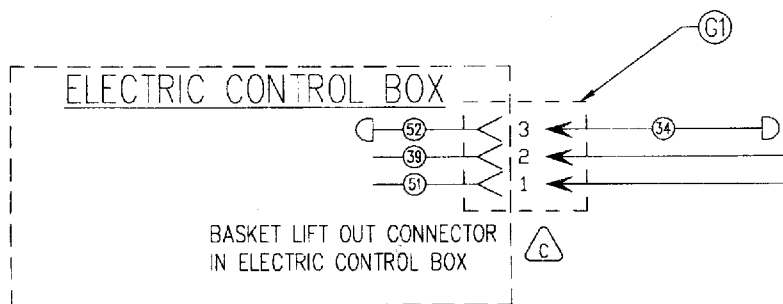 G1
ELECTRIC CONTROL BOX
52 3 34
39 2
51 1
BASKET LIFT OUT CONNECTOR
IN ELECTRIC CONTROL BOX
C